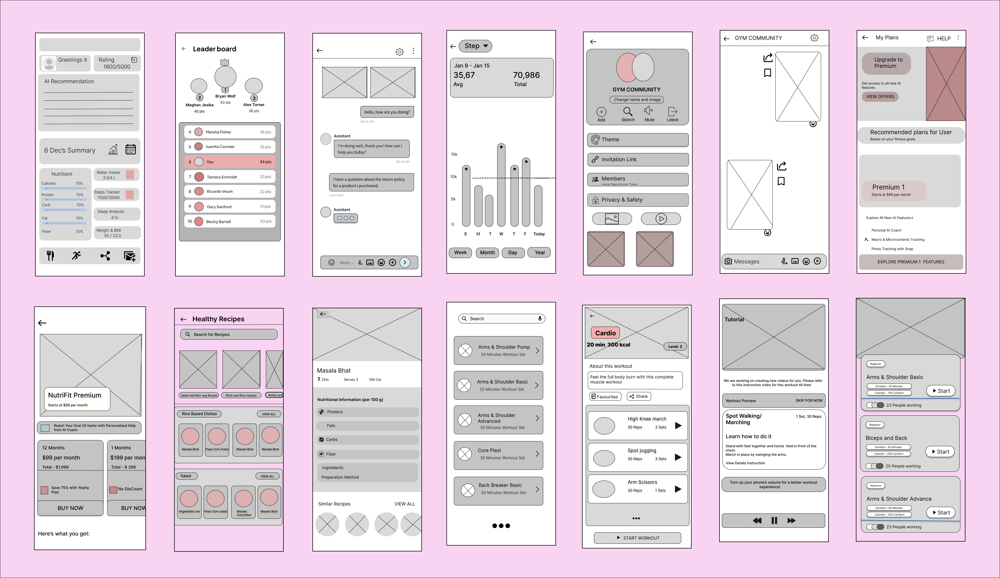 Greetings X
Rating
1800/5000
AI Recommendation
6 Dec's Summary
Nutritient
Calories 70%
Protien 70%
Carb 70%
Fat 70%
Fibre 70%
Water Intake
3.5/4 L
Steps Tracker
7500/10000
Sleep Analysis
4 hr
Weight & BMI
50 / 23.3
Leader board
1
Bryan Wolf
43 pts
2
Meghan Jesika
40 pts
3
Alex Turner
38 pts
4 Marsha Fisher 36 pts
5 Juanita Cormier 35 pts
6 You 34 pts
7 Tamara Schmidt 33 pts
8 Ricardo Veum 32 pts
9 Gary Sanford 31 pts
10 Becky Bartell 30 pts
Hello, how are you doing?
08:15 AM
Assistant
I'm doing well, thank you! How can I
help you today?
08:16 AM
I have a question about the return policy
for a product I purchased.
Just Now
Assistant
Reply ...
Step
Jan 9 - Jan 15
35,67 70,986
Avg Total
15k
10k
5k
0
S M T W T F Today
Week Month Day Year
GYM COMMUNITY
Change name and image
Add Search Mute Leave
Theme
Invitation Link
Members
Heman Rajput,Kishan Thakor
Privacy & Safety
GYM COMMUNITY
Messages.
My Plans HELP
Upgrade to
Premium
Get access to all new AI
features
VIEW OFFERS
Recommended plans for User
Based on your fitness goals
Premium 1
Starts at $99 per month
Explore All New AI Features:t
Personal AI Coach
Macro & Micronutrients Tracking
Photo Tracking with Snap
EXPLORE PREMIUM 1 FEATURES
NutriFit Premium
Starts at $99 per month
Reach Your Goal 2X faster with Personalized Help
from AI Coach
12 Months
$99 per month
Total - $1,999
Save 75% with Yearly
Plan
BUY NOW
1 Months
$199 per mon
Total - $ 399
No DisCount
BUY NOW
Here's what you get:
Healthy Recipes
Search for Recipes
Salad and Non veg Recipe Rotis and Rice recipes Roties and
Rice Based Dishes VIEW ALL
Masala Bhat Peas Corn Pulao Masala Bhat Masala Bhat
Salad VIEW ALL
Vegetables mix Peas Corn salad Masala
Cucumber Masala Bhat
Masala Bhat
25m Serves 3 106 Cal
Nutritional Information (per 100 g)
Proteins
Fats
Carbs
Fiber
Ingredients
Preparation Method
Similar Recipes VIEW ALL
Search
Arms & Shoulder Pump
34 Minutes Workout Set
Arms & Shoulder Basic
33 Minutes Workout Set
Arms & Shoulder
Advanced
30 Minutes Workout Set
Core Plast
30 Minutes Workout Set
Back Breaker Basic
30 Minutes Workout Set
Cardio
20 min 300 kcal
Level 2
About this workout
Feel the full body burn with this complete
muscle workout
Favourites Share
High Knee march
30 Reps 3 Sets
Spot jogging
30 Reps 3 Sets
Arm Scissors
30 Reps 1 Sets
START WORKOUT
Tutorial
We are working on creating new videos for you. Please refer
to this instruction video for this workout till then
Workout Preview SKIP FOR NOW
Spot Walking/ 1 Set, 30 Reps
Marching
Learn how to do it
Stand with feet together and hands held in front of the
chest.
March in place by swinging the arms.
View Details Instruction
Turn up your phone's volume for a better workout
experience!
Beginner
Arms & Shoulder Basic
Duration : 34 Minutes
Calories : 150 Cal Burn
Start
23 People working
Beginner
Biceps and Back
Duration : 40 Minutes
Calories : 200 Cal Burn
Start
20 People working
Advance
Arms & Shoulder Advance
Duration : 60 Minutes
Calories : 300 Cal Burn
Start
23 People working